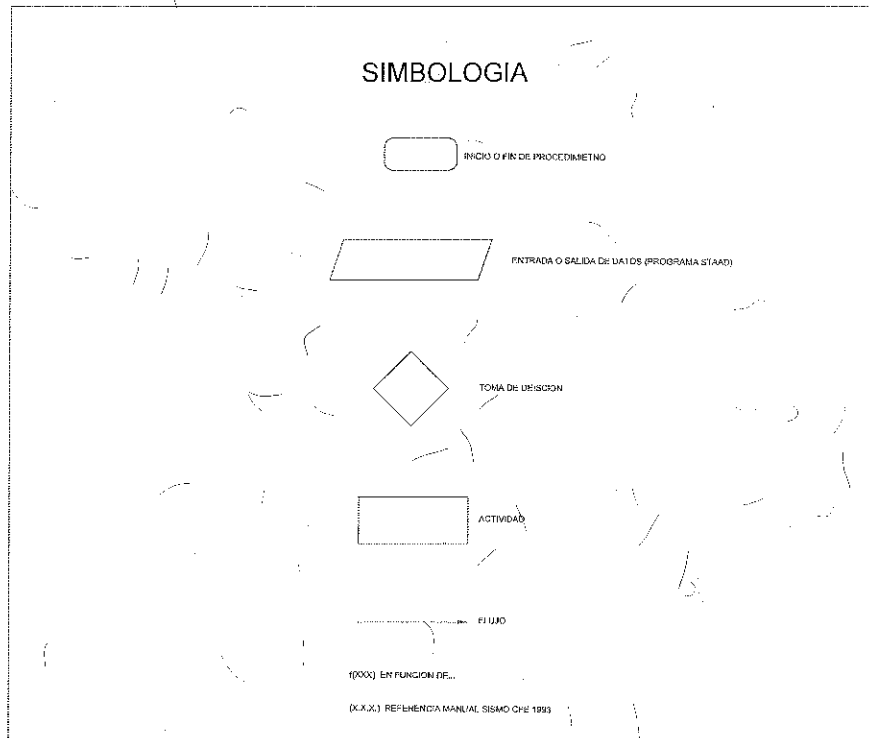 SIMBOLOGIA
INICIO O FIN DE PROCEDIMIETNO
ENTRADA O SALIDA DE DATOS (PROGRAMA STAAD)
TOMA DE DEISCION
ACTIVIDAD
FLUJO
f(XXX) EN FUNCION DE...
(X.X.X.) REFERENCIA MANUAL SISMO CFE 1993